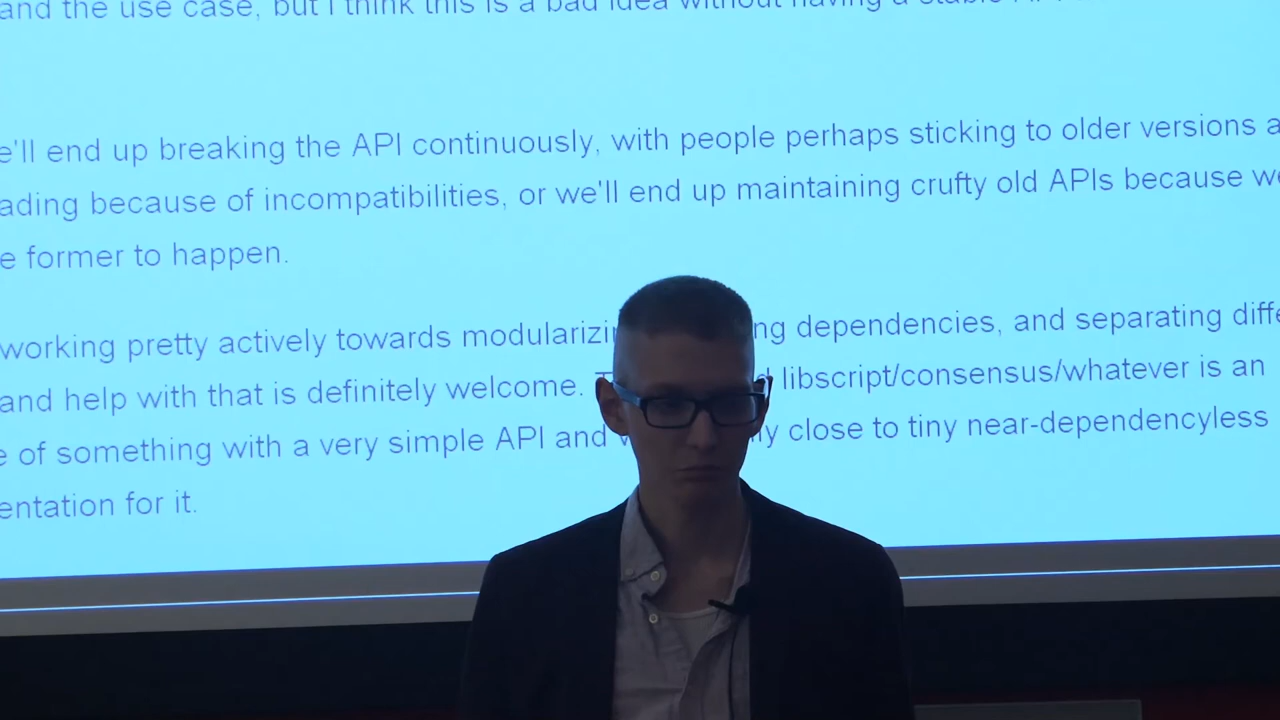 and the use case, but I think this is a bad idea without having a stable
e'll end up breaking the API continuously, with people perhaps sticking to older versions a
ading because of incompatibilities, or we'll end up maintaining crufty old APIs because we
e former to happen.
working pretty actively towards modularizi ng dependencies, and separating diffe
and help with that is definitely welcome. libscript/consensus/whatever is an
e of something with a very simple API and ly close to tiny near-dependencyless
entation for it.